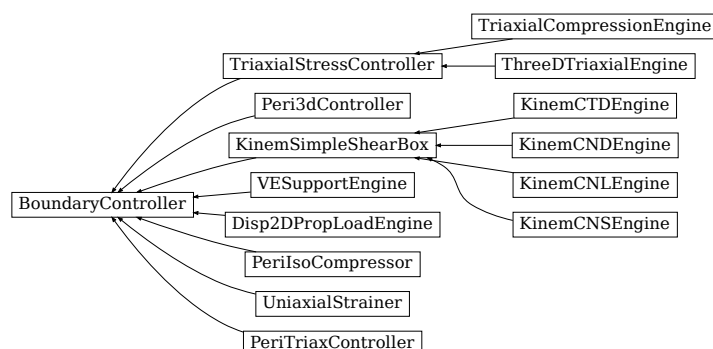 TriaxialCompressionEngine
TriaxialStressController
ThreeDTriaxialEngine
Peri3dController
KinemCTDEngine
KinemSimpleShearBox
KinemCNDEngine
VESupportEngine
KinemCNLEngine
BoundaryController
Disp2DPropLoadEngine
KinemCNSEngine
PeriIsoCompressor
UniaxialStrainer
PeriTriaxController